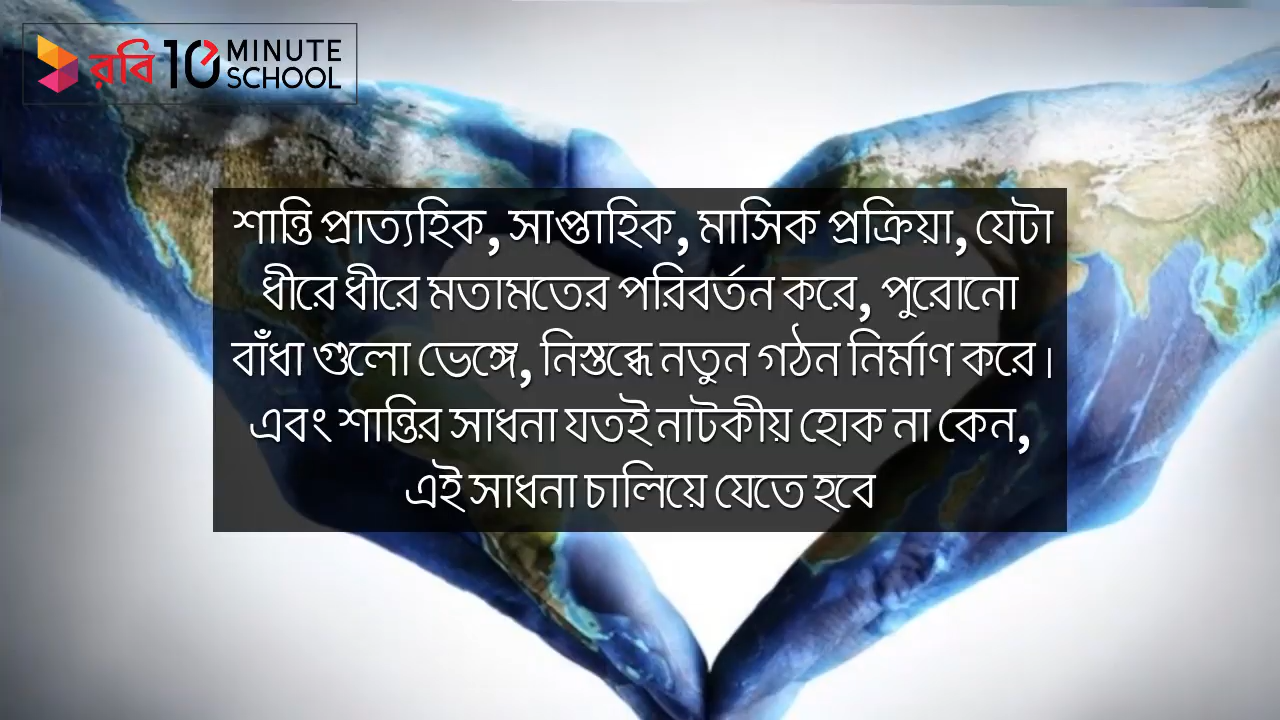 রবি 10 MINUTE
SCHOOL
শান্তি প্রাত্যহিক, সাপ্তাহিক, মাসিক প্রক্রিয়া, যেটা
ধীরে ধীরে মতামতের পরিবর্তন করে, পুরোনো
বাঁধা গুলো ভেঙ্গে, নিস্তব্ধে নতুন গঠন নির্মাণ করে।
এবং শান্তির সাধনা যতই নাটকীয় হোক না কেন,
এই সাধনা চালিয়ে যেতে হবে